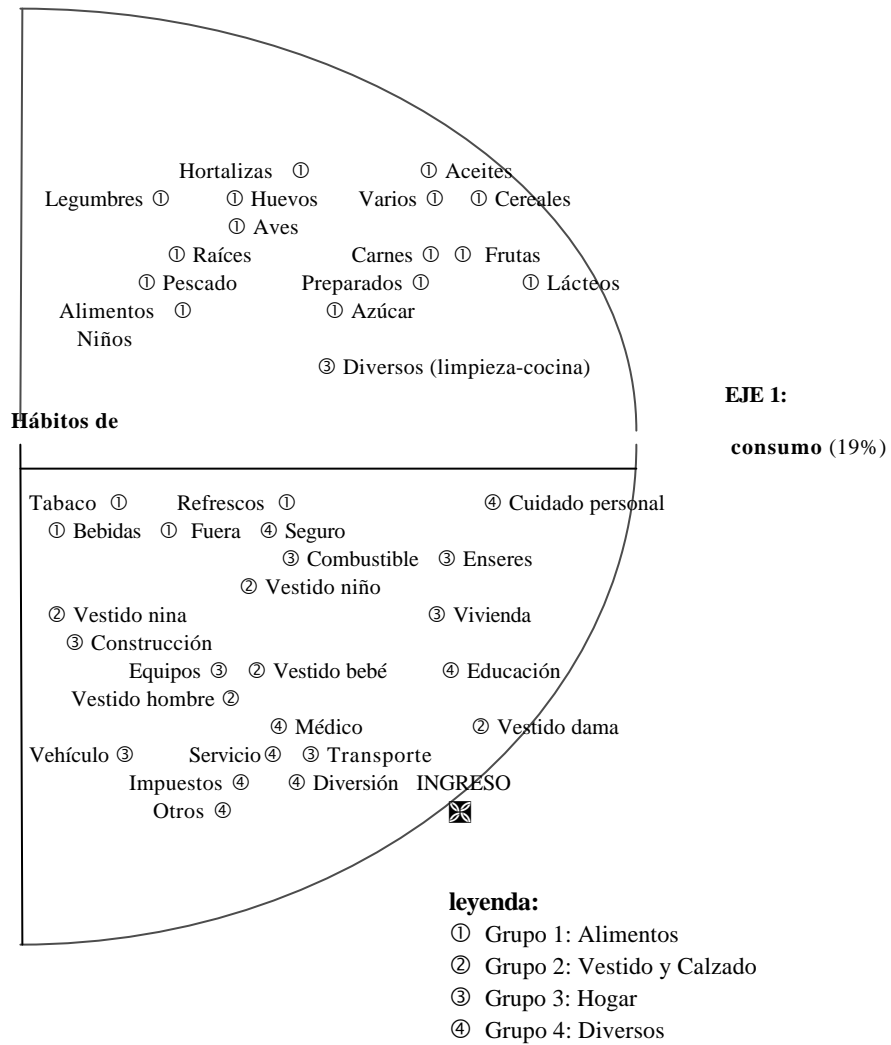 Hortalizas ① ① Aceites
Legumbres ① ① Huevos Varios ① ① Cereales
① Aves
① Raíces Carnes ① ① Frutas
① Pescado Preparados ① ① Lácteos
Alimentos ① ① Azúcar
Niños
③ Diversos (limpieza-cocina)
EJE 1:
Hábitos de
consumo (19%)
Tabaco ① Refrescos ① ④ Cuidado personal
① Bebidas ① Fuera ④ Seguro
③ Combustible ③ Enseres
② Vestido niño
② Vestido nina ③ Vivienda
③ Construcción
Equipos ③ ② Vestido bebé ④ Educación
Vestido hombre ②
④ Médico ② Vestido dama
Vehículo ③ Servicio ④ ③ Transporte
Impuestos ④ ④ Diversión INGRESO
Otros ④
leyenda:
① Grupo 1: Alimentos
② Grupo 2: Vestido y Calzado
③ Grupo 3: Hogar
④ Grupo 4: Diversos